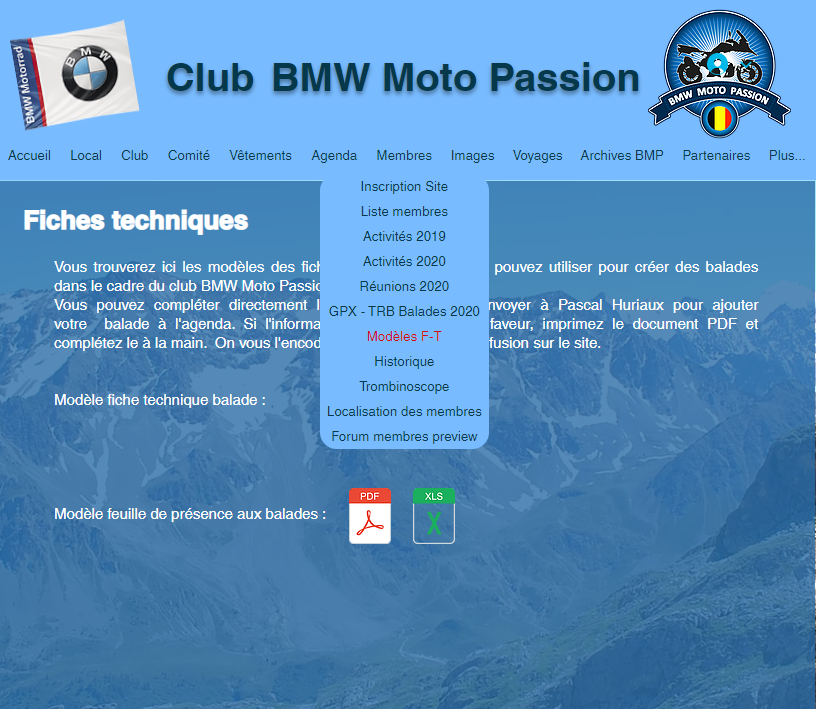 BMW Motorrad
BMW
Club BMW Moto Passion
BMW MOTO PASSION
Accueil Local Club Comité Vêtements Agenda Membres Images Voyages Archives BMP Partenaires Plus...
Inscription Site
Liste membres
Activités 2019
Activités 2020
Réunions 2020
GPX - TRB Balades 2020
Modèles F-T
Historique
Trombinoscope
Localisation des membres
Forum membres preview
Fiches techniques
Vous trouverez ici les modèles des fich pouvez utiliser pour créer des balades
dans le cadre du club BMW Moto Passio
Vous pouvez compléter directement l nvoyer à Pascal Huriaux pour ajouter
votre balade à l'agenda. Si l'informa faveur, imprimez le document PDF et
complétez le à la main. On vous l'encod fusion sur le site.
Modèle fiche technique balade :
Modèle feuille de présence aux balades :
PDF XLS